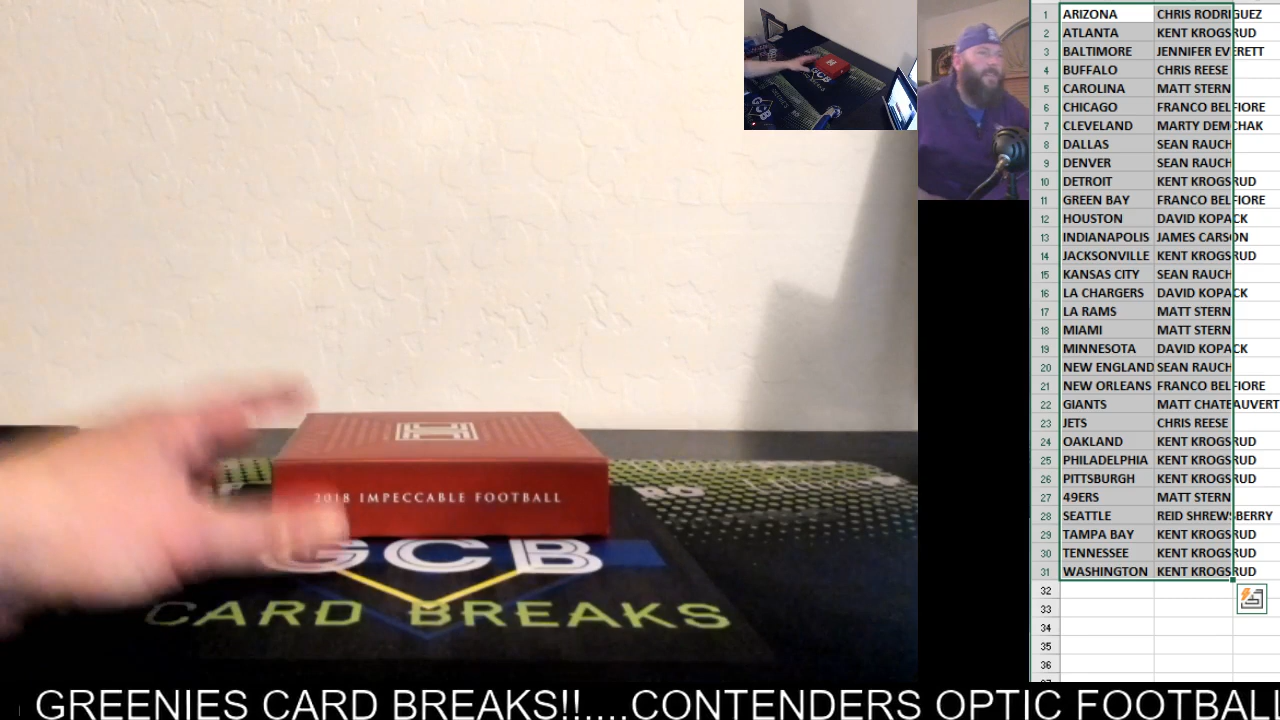 2018 IMPECCABLE FOOTBALL
GCB
CARD BREAKS
1 ARIZONA CHRIS RODRIGUEZ
2 ATLANTA KENT KROGSRUD
3 BALTIMORE JENNIFER EVERETT
4 BUFFALO CHRIS REESE
5 CAROLINA MATT STERN
6 CHICAGO FRANCO BELFIORE
7 CLEVELAND MARTY DEMCHAK
8 DALLAS SEAN RAUCH
9 DENVER SEAN RAUCH
10 DETROIT KENT KROGSRUD
11 GREEN BAY FRANCO BELFIORE
12 HOUSTON DAVID KOPACK
13 INDIANAPOLIS JAMES CARSON
14 JACKSONVILLE KENT KROGSRUD
15 KANSAS CITY SEAN RAUCH
16 LA CHARGERS DAVID KOPACK
17 LA RAMS MATT STERN
18 MIAMI MATT STERN
19 MINNESOTA DAVID KOPACK
20 NEW ENGLAND SEAN RAUCH
21 NEW ORLEANS FRANCO BELFIORE
22 GIANTS MATT CHATEAUVERT
23 JETS CHRIS REESE
24 OAKLAND KENT KROGSRUD
25 PHILADELPHIA KENT KROGSRUD
26 PITTSBURGH KENT KROGSRUD
27 49ERS MATT STERN
28 SEATTLE REID SHREWSBERRY
29 TAMPA BAY KENT KROGSRUD
30 TENNESSEE KENT KROGSRUD
31 WASHINGTON KENT KROGSRUD
32
33
34
35
36
GREENIES CARD BREAKS!!....CONTENDERS OPTIC FOOTBALL